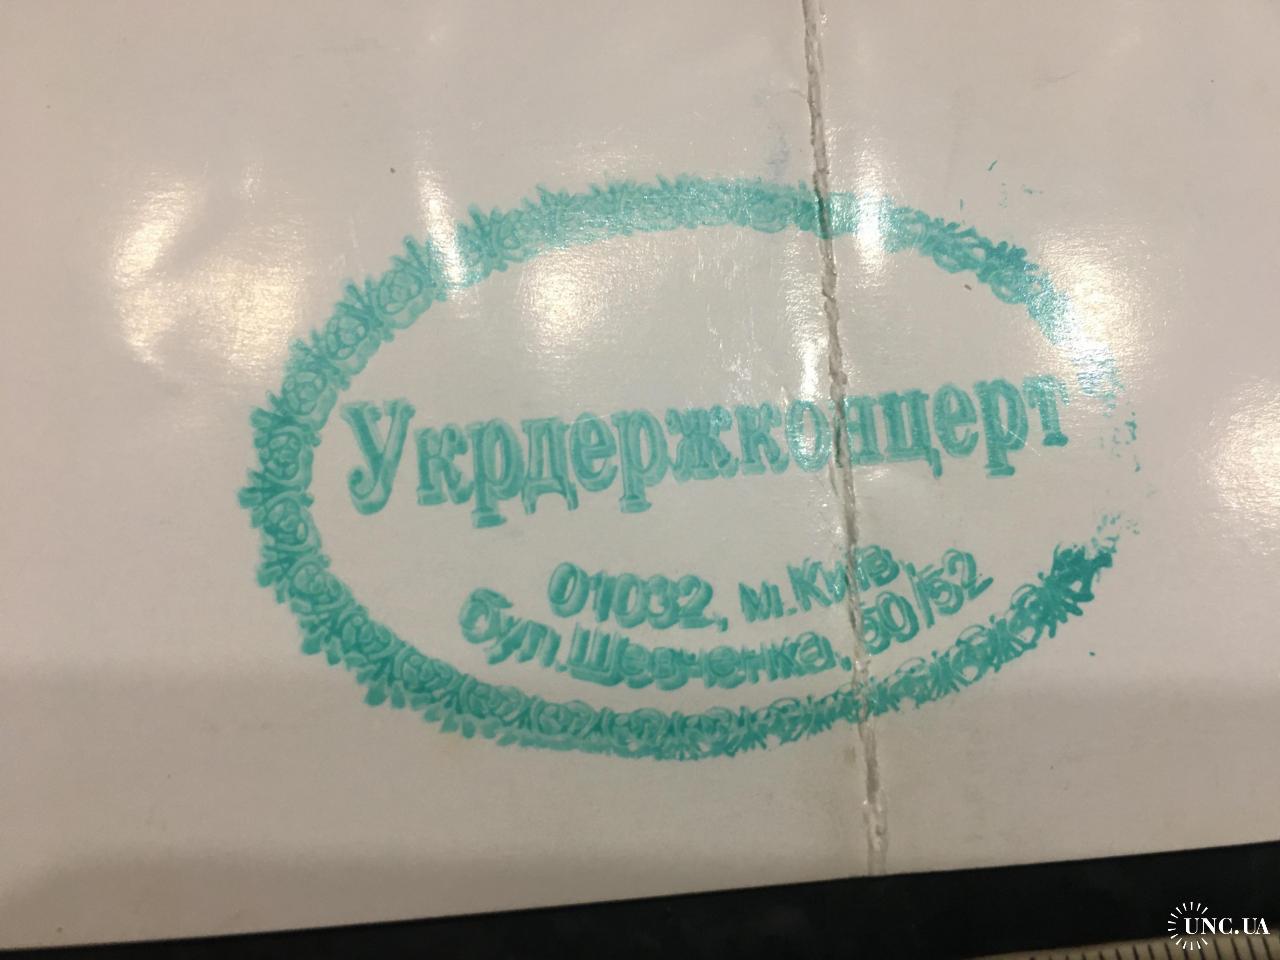 Укрдержконцерт
01032, м.Київ
бул.Шевченка, 50/52
UNC.UA